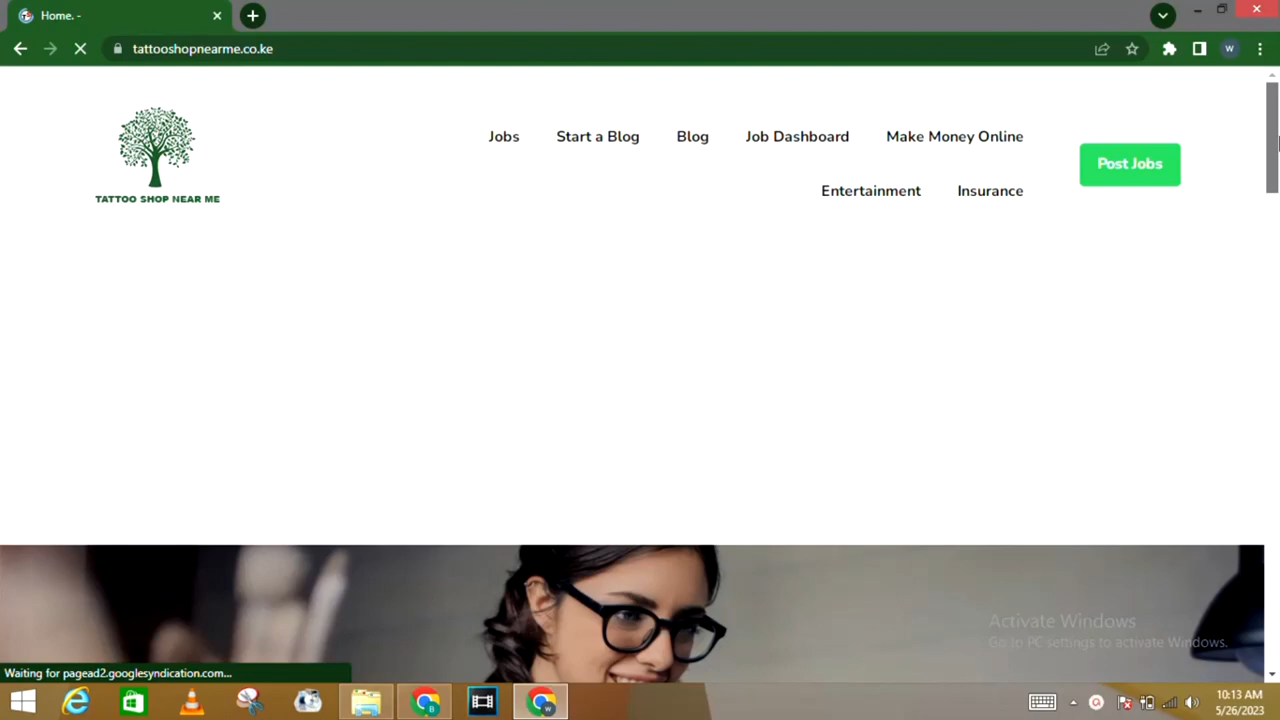 Home. -
tattooshopnearme.co.ke
W
TATTOO SHOP NEAR ME
Jobs
Start a Blog
Blog
Job Dashboard
Make Money Online
Entertainment
Insurance
Post Jobs
Activate Windows
Go to PC settings to activate Windows.
Waiting for pagead2.googlesyndication.com...
10:13 AM
5/26/2023